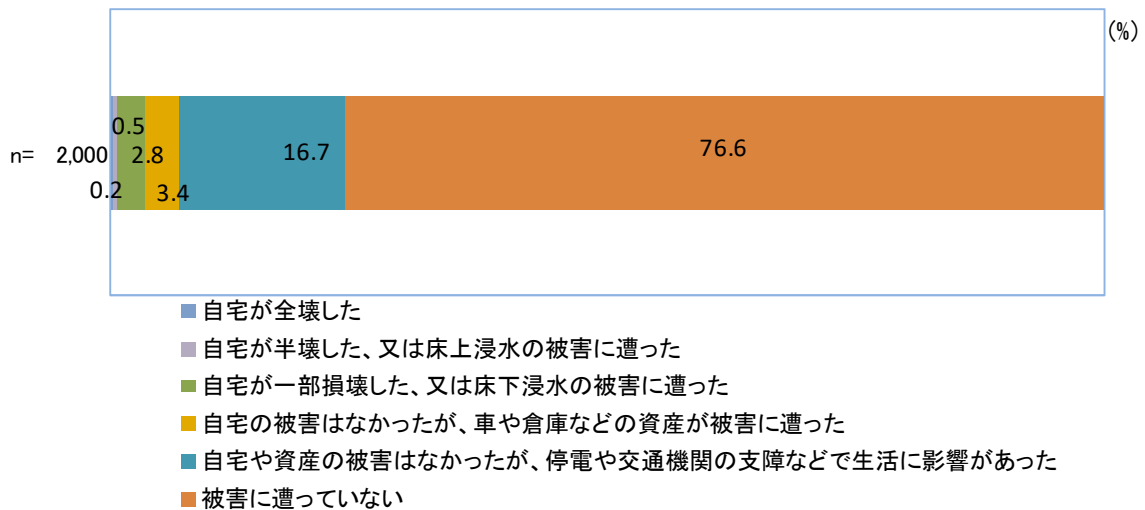 (%)
n= 2,000
0.2
0.5
2.8
3.4
16.7
76.6
自宅が全壊した
自宅が半壊した、又は床上浸水の被害に遭った
自宅が一部損壊した、又は床下浸水の被害に遭った
自宅の被害はなかったが、車や倉庫などの資産が被害に遭った
自宅や資産の被害はなかったが、停電や交通機関の支障などで生活に影響があった
被害に遭っていない